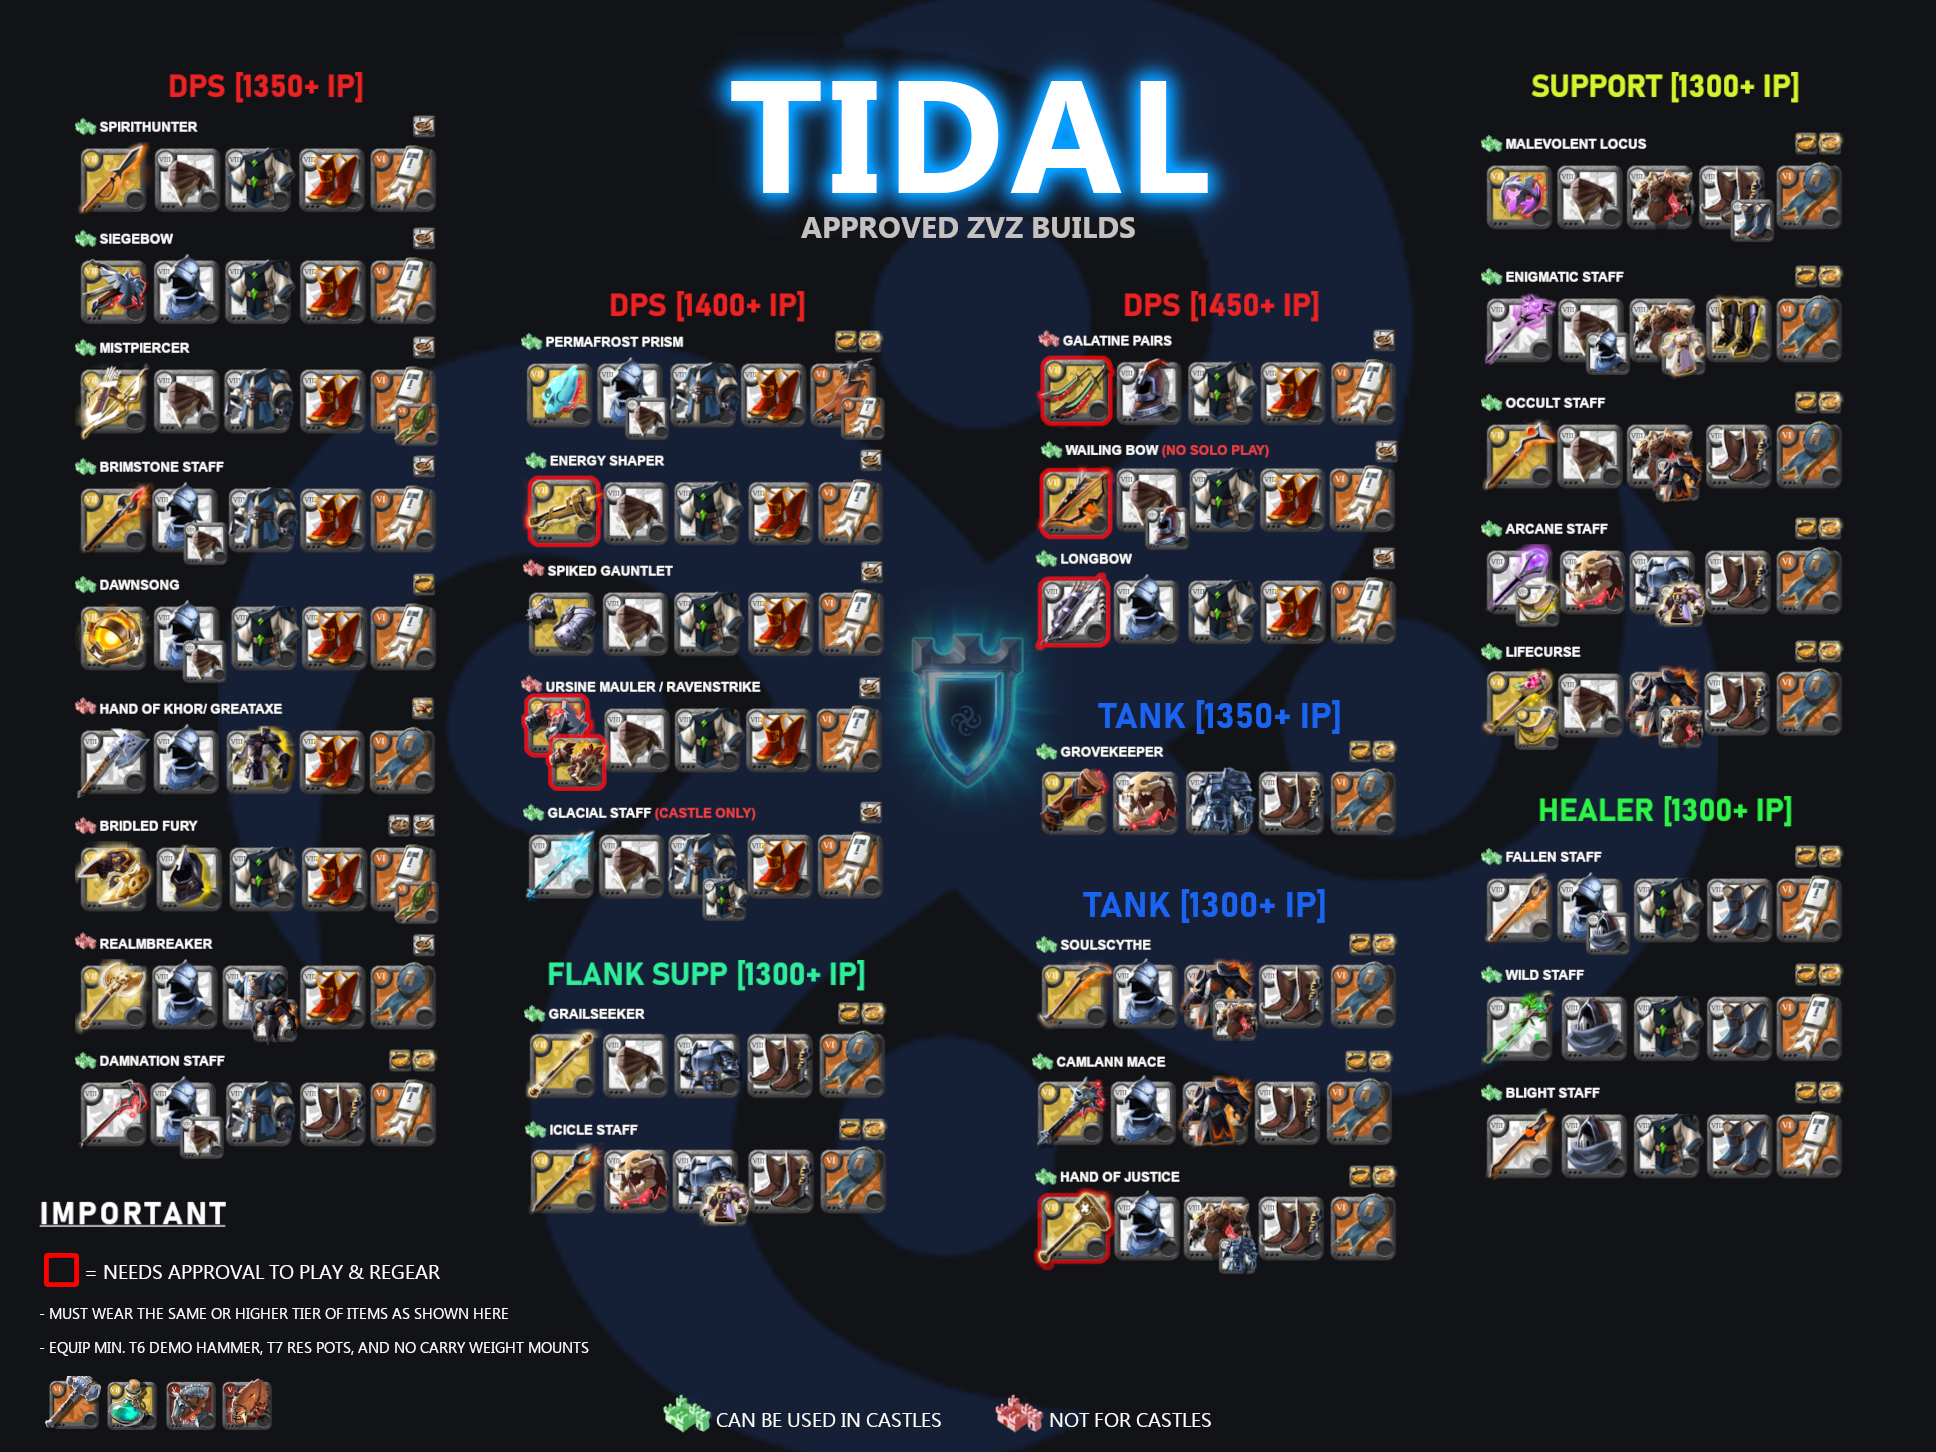 TIDAL
APPROVED ZVZ BUILDS
DPS [1350+ IP]
SPIRITHUNTER
SIEGEBOW
MISTPIERCER
BRIMSTONE STAFF
DAWNSONG
HAND OF KHOR/ GREATAXE
BRIDLED FURY
REALMBREAKER
DAMNATION STAFF
DPS [1400+ IP]
PERMAFROST PRISM
ENERGY SHAPER
SPIKED GAUNTLET
URSINE MAULER / RAVENSTRIKE
GLACIAL STAFF (CASTLE ONLY)
FLANK SUPP [1300+ IP]
GRAILSEEKER
ICICLE STAFF
DPS [1450+ IP]
GALATINE PAIRS
WAILING BOW (NO SOLO PLAY)
LONGBOW
TANK [1350+ IP]
GROVEKEEPER
TANK [1300+ IP]
SOULSCYTHE
CAMLANN MACE
HAND OF JUSTICE
SUPPORT [1300+ IP]
MALEVOLENT LOCUS
ENIGMATIC STAFF
OCCULT STAFF
ARCANE STAFF
LIFECURSE
HEALER [1300+ IP]
FALLEN STAFF
WILD STAFF
BLIGHT STAFF
IMPORTANT
= NEEDS APPROVAL TO PLAY & REGEAR
- MUST WEAR THE SAME OR HIGHER TIER OF ITEMS AS SHOWN HERE
- EQUIP MIN. T6 DEMO HAMMER, T7 RES POTS, AND NO CARRY WEIGHT MOUNTS
CAN BE USED IN CASTLES
NOT FOR CASTLES